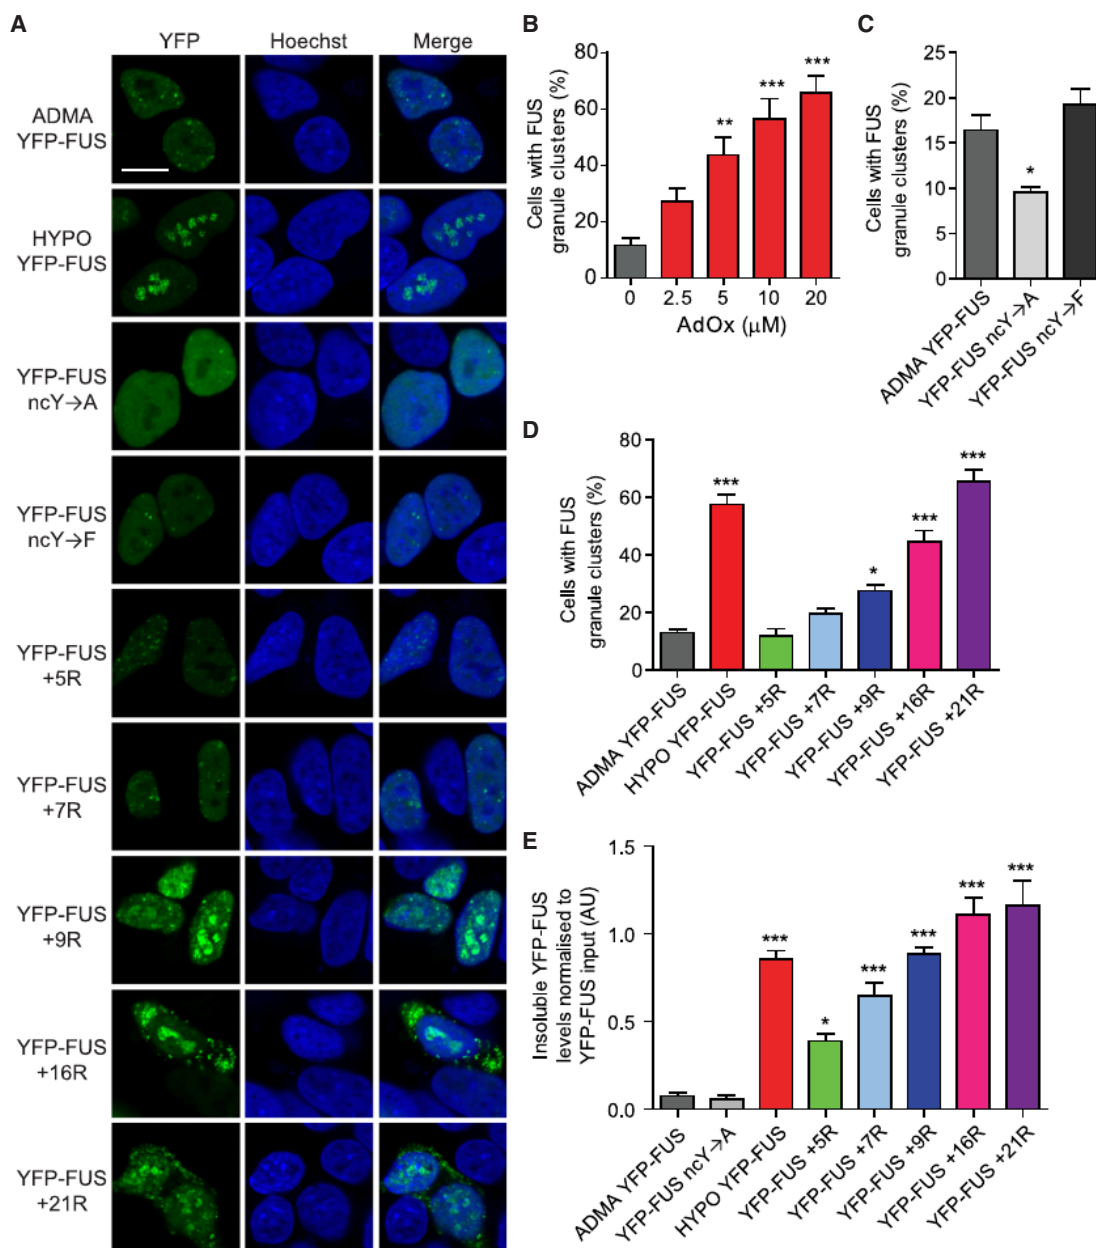 A
YFP
Hoechst
Merge
ADMA
YFP-FUS
HYPO
YFP-FUS
YFP-FUS
ncY→A
YFP-FUS
ncY→F
YFP-FUS
+5R
YFP-FUS
+7R
YFP-FUS
+9R
YFP-FUS
+16R
YFP-FUS
+21R
B
Cells with FUS
granule clusters (%)
80
60
40
20
0
**
***
***
0
2.5
5
10
20
AdOx (μM)
C
Cells with FUS
granule clusters (%)
25
20
15
10
5
0
*
ADMA YFP-FUS
YFP-FUS ncY→A
YFP-FUS ncY→F
D
Cells with FUS
granule clusters (%)
80
60
40
20
0
***
*
***
***
ADMA YFP-FUS
HYPO YFP-FUS
YFP-FUS +5R
YFP-FUS +7R
YFP-FUS +9R
YFP-FUS +16R
YFP-FUS +21R
E
Insoluble YFP-FUS
levels normalised to
YFP-FUS input (AU)
1.5
1.0
0.5
0.0
***
*
***
***
***
***
ADMA YFP-FUS
YFP-FUS ncY→A
HYPO YFP-FUS
YFP-FUS +5R
YFP-FUS +7R
YFP-FUS +9R
YFP-FUS +16R
YFP-FUS +21R